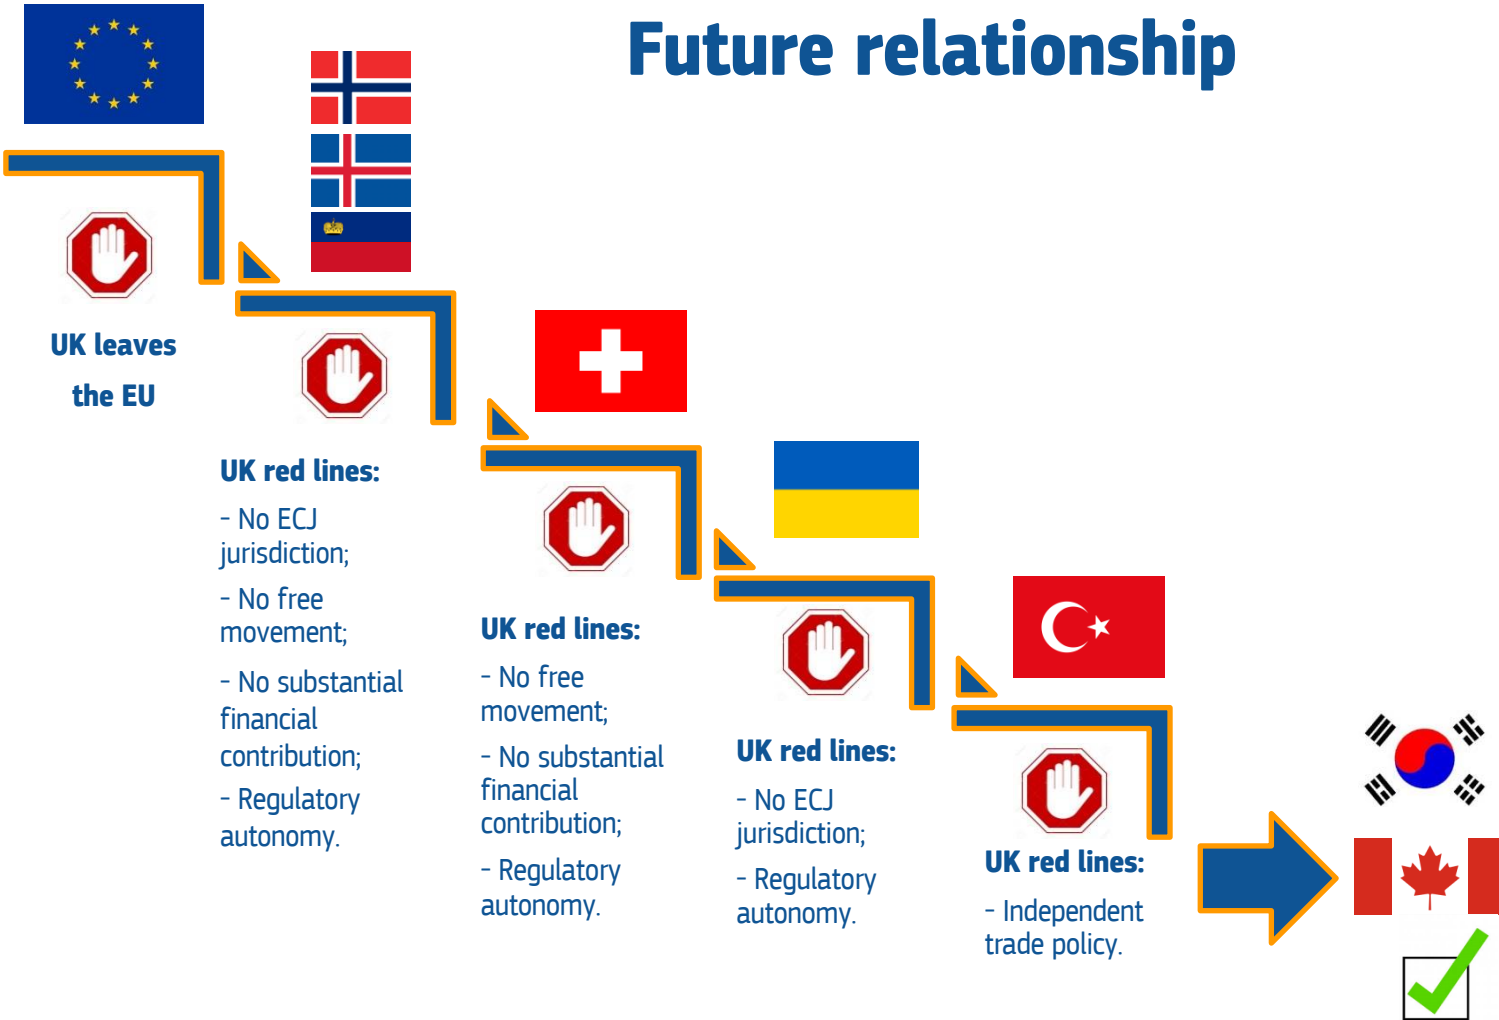 Future relationship
UK leaves
the EU
UK red lines:
- No ECJ
jurisdiction;
- No free
movement;
- No substantial
financial
contribution;
- Regulatory
autonomy.
UK red lines:
- No free
movement;
- No substantial
financial
contribution;
- Regulatory
autonomy.
UK red lines:
- No ECJ
jurisdiction;
- Regulatory
autonomy.
UK red lines:
- Independent
trade policy.